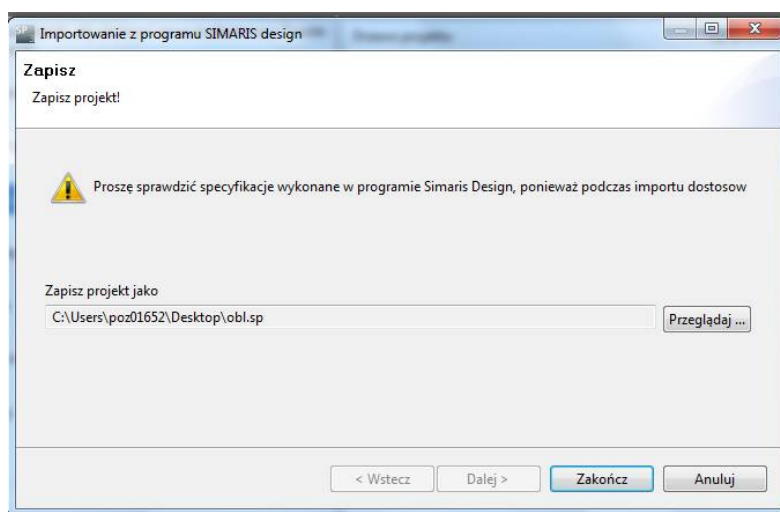 SP
Importowanie z programu SIMARIS design
Zapisz
Zapisz projekt!
Proszę sprawdzić specyfikacje wykonane w programie Simaris Design, ponieważ podczas importu dostosow
Zapisz projekt jako
C:\Users\poz01652\Desktop\obl.sp
Przeglądaj ...
< Wstecz
Dalej >
Zakończ
Anuluj